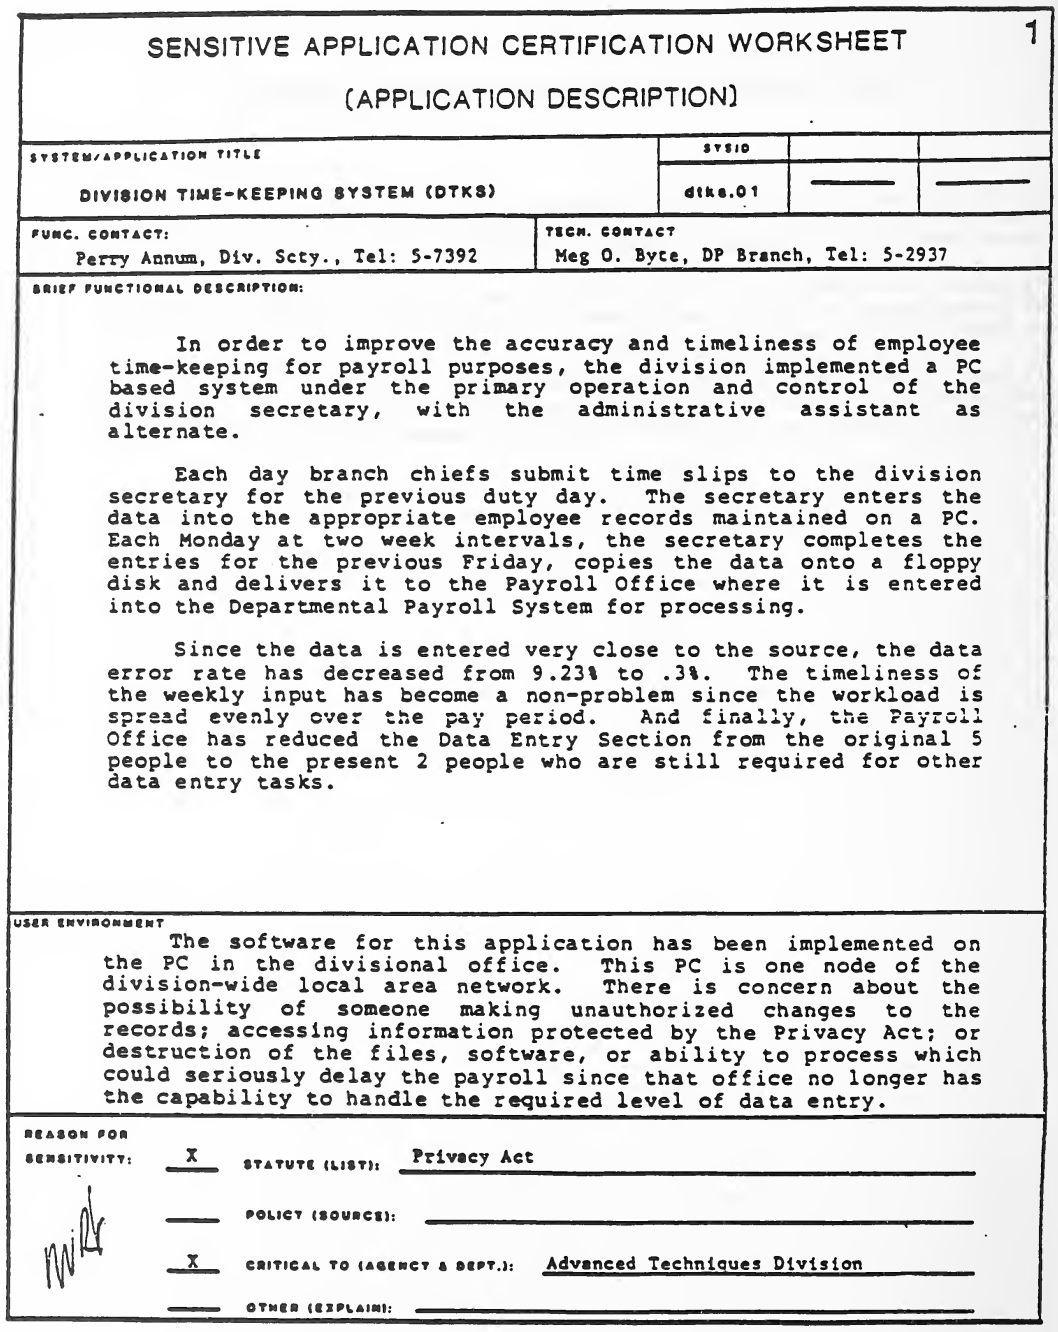 1
SENSITIVE APPLICATION CERTIFICATION WORKSHEET
(APPLICATION DESCRIPTION)
SYSTEM/APPLICATION TITLE
SYSID
DIVISION TIME-KEEPING SYSTEM (DTKS)
dtks.01
FUNC. CONTACT:
Perry Annum, Div. Scty., Tel: 5-7392
TECH. CONTACT
Meg O. Byte, DP Branch, Tel: 5-2937
BRIEF FUNCTIONAL DESCRIPTION:
In order to improve the accuracy and timeliness of employee
time-keeping for payroll purposes, the division implemented a PC
based system under the primary operation and control of the
division secretary, with the administrative assistant as
alternate.
Each day branch chiefs submit time slips to the division
secretary for the previous duty day. The secretary enters the
data into the appropriate employee records maintained on a PC.
Each Monday at two week intervals, the secretary completes the
entries for the previous Friday, copies the data onto a floppy
disk and delivers it to the Payroll Office where it is entered
into the Departmental Payroll System for processing.
Since the data is entered very close to the source, the data
error rate has decreased from 9.23% to .3%. The timeliness of
the weekly input has become a non-problem since the workload is
spread evenly over the pay period. And finally, the Payroll
Office has reduced the Data Entry Section from the original 5
people to the present 2 people who are still required for other
data entry tasks.
USER ENVIRONMENT
The software for this application has been implemented on
the PC in the divisional office. This PC is one node of the
division-wide local area network. There is concern about the
possibility of someone making unauthorized changes to the
records; accessing information protected by the Privacy Act; or
destruction of the files, software, or ability to process which
could seriously delay the payroll since that office no longer has
the capability to handle the required level of data entry.
REASON FOR
SENSITIVITY:
X STATUTE (LIST): Privacy Act
POLICY (SOURCE):
X CRITICAL TO (AGENCY & DEPT.): Advanced Techniques Division
OTHER (EXPLAIN):